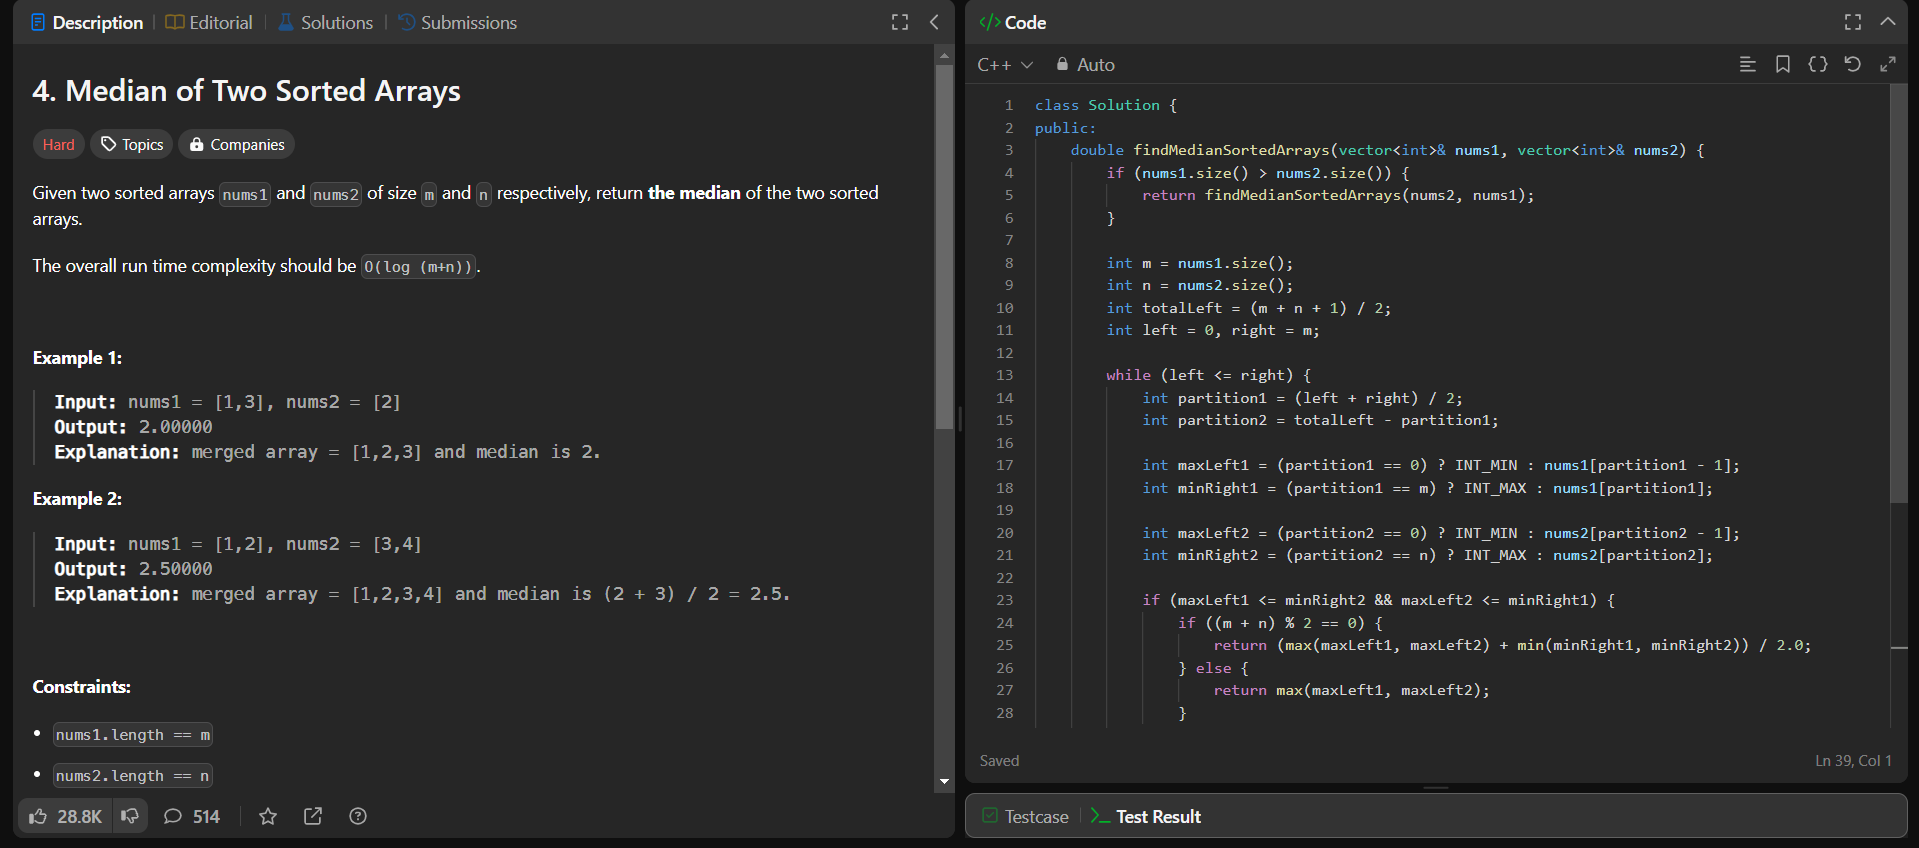 Description | Editorial | Solutions | Submissions
4. Median of Two Sorted Arrays
Hard Topics Companies
Given two sorted arrays nums1 and nums2 of size m and n respectively, return the median of the two sorted
arrays.
The overall run time complexity should be O(log (m+n)).
Example 1:
Input: nums1 = [1,3], nums2 = [2]
Output: 2.00000
Explanation: merged array = [1,2,3] and median is 2.
Example 2:
Input: nums1 = [1,2], nums2 = [3,4]
Output: 2.50000
Explanation: merged array = [1,2,3,4] and median is (2 + 3) / 2 = 2.5.
Constraints:
• nums1.length == m
• nums2.length == n
28.8K 514
</> Code
C++ Auto
1 class Solution {
2 public:
3     double findMedianSortedArrays(vector<int>& nums1, vector<int>& nums2) {
4         if (nums1.size() > nums2.size()) {
5             return findMedianSortedArrays(nums2, nums1);
6         }
7
8         int m = nums1.size();
9         int n = nums2.size();
10         int totalLeft = (m + n + 1) / 2;
11         int left = 0, right = m;
12
13         while (left <= right) {
14             int partition1 = (left + right) / 2;
15             int partition2 = totalLeft - partition1;
16
17             int maxLeft1 = (partition1 == 0) ? INT_MIN : nums1[partition1 - 1];
18             int minRight1 = (partition1 == m) ? INT_MAX : nums1[partition1];
19
20             int maxLeft2 = (partition2 == 0) ? INT_MIN : nums2[partition2 - 1];
21             int minRight2 = (partition2 == n) ? INT_MAX : nums2[partition2];
22
23             if (maxLeft1 <= minRight2 && maxLeft2 <= minRight1) {
24                 if ((m + n) % 2 == 0) {
25                     return (max(maxLeft1, maxLeft2) + min(minRight1, minRight2)) / 2.0;
26                 } else {
27                     return max(maxLeft1, maxLeft2);
28                 }
Saved Ln 39, Col 1
Testcase | >_ Test Result